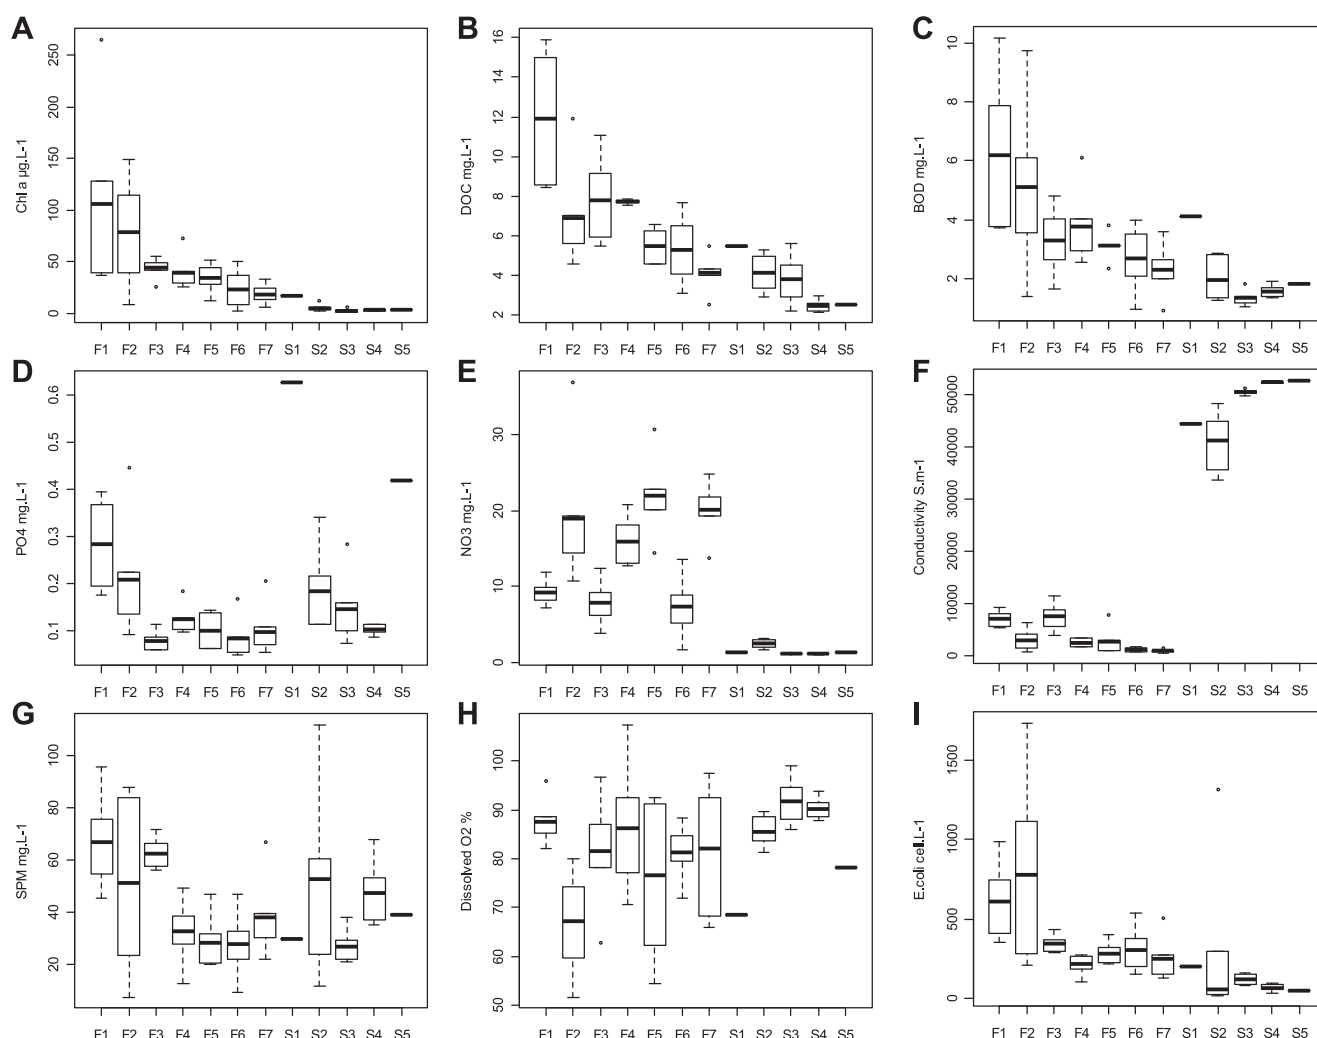 A
Chl a µg.L-1
250
200
150
100
50
0
F1 F2 F3 F4 F5 F6 F7 S1 S2 S3 S4 S5
B
DOC mg.L-1
16
14
12
10
8
6
4
2
F1 F2 F3 F4 F5 F6 F7 S1 S2 S3 S4 S5
C
BOD mg.L-1
10
8
6
4
2
F1 F2 F3 F4 F5 F6 F7 S1 S2 S3 S4 S5
D
PO4 mg.L-1
0.6
0.5
0.4
0.3
0.2
0.1
F1 F2 F3 F4 F5 F6 F7 S1 S2 S3 S4 S5
E
NO3 mg.L-1
30
20
10
0
F1 F2 F3 F4 F5 F6 F7 S1 S2 S3 S4 S5
F
Conductivity S.m-1
50000
40000
30000
20000
10000
0
F1 F2 F3 F4 F5 F6 F7 S1 S2 S3 S4 S5
G
SPM mg.L-1
100
80
60
40
20
F1 F2 F3 F4 F5 F6 F7 S1 S2 S3 S4 S5
H
Dissolved O2 %
100
90
80
70
60
50
F1 F2 F3 F4 F5 F6 F7 S1 S2 S3 S4 S5
I
E.coli cell.L-1
1500
1000
500
0
F1 F2 F3 F4 F5 F6 F7 S1 S2 S3 S4 S5